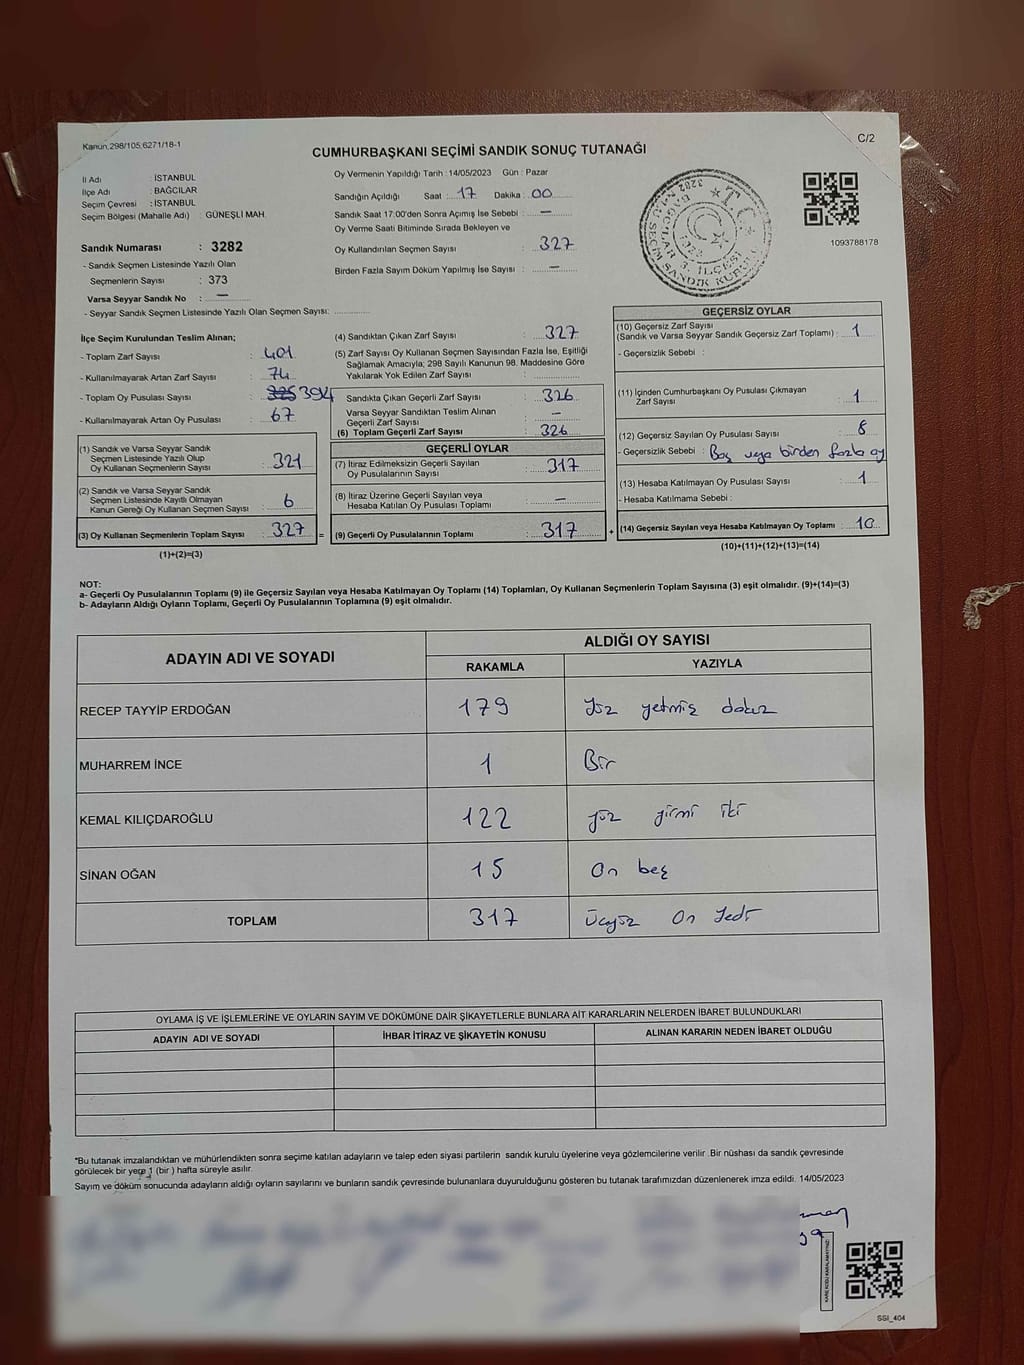 Kanun,298/105,6271/18-1
C/2
CUMHURBAŞKANI SEÇİMİ SANDIK SONUÇ TUTANAĞI
İl Adı : İSTANBUL
İlçe Adı : BAĞCILAR
Seçim Çevresi : İSTANBUL
Seçim Bölgesi (Mahalle Adı) : GÜNEŞLİ MAH.
Sandık Numarası : 3282
- Sandık Seçmen Listesinde Yazılı Olan
Seçmenlerin Sayısı : 373
Varsa Seyyar Sandık No : —
- Seyyar Sandık Seçmen Listesinde Yazılı Olan Seçmen Sayısı:
Oy Vermenin Yapıldığı Tarih : 14/05/2023 Gün : Pazar
Sandığın Açıldığı Saat : 17 Dakika : 00
Sandık Saat 17:00'den Sonra Açımış İse Sebebi : —
Oy Verme Saati Bitiminde Sırada Bekleyen ve
Oy Kullandırılan Seçmen Sayısı : 327
Birden Fazla Sayım Döküm Yapılmış İse Sayısı : —
T.C.
BAĞCILAR 3. İLÇESİ
3282 NOLU SEÇİM SANDIK KURULU
1093788178
İlçe Seçim Kurulundan Teslim Alınan;
- Toplam Zarf Sayısı : 401
- Kullanılmayarak Artan Zarf Sayısı : 74
- Toplam Oy Pusulası Sayısı : 394
- Kullanılmayarak Artan Oy Pusulası : 67
(1) Sandık ve Varsa Seyyar Sandık
Seçmen Listesinde Yazılı Olup
Oy Kullanan Seçmenlerin Sayısı : 321
(2) Sandık ve Varsa Seyyar Sandık
Seçmen Listesinde Kayıtlı Olmayan
Kanun Gereği Oy Kullanan Seçmen Sayısı : 6
(3) Oy Kullanan Seçmenlerin Toplam Sayısı : 327
(1)+(2)=(3)
(4) Sandıktan Çıkan Zarf Sayısı : 327
(5) Zarf Sayısı Oy Kullanan Seçmen Sayısından Fazla İse, Eşitliği
Sağlamak Amacıyla; 298 Sayılı Kanunun 98. Maddesine Göre
Yakılarak Yok Edilen Zarf Sayısı :
Sandıkta Çıkan Geçerli Zarf Sayısı : 326
Varsa Seyyar Sandıktan Teslim Alınan
Geçerli Zarf Sayısı : —
(6) Toplam Geçerli Zarf Sayısı : 326
GEÇERLİ OYLAR
(7) İtiraz Edilmeksizin Geçerli Sayılan
Oy Pusulalarının Sayısı : 317
(8) İtiraz Üzerine Geçerli Sayılan veya
Hesaba Katılan Oy Pusulası Toplamı : —
= (9) Geçerli Oy Pusulalarının Toplamı : 317 +
GEÇERSİZ OYLAR
(10) Geçersiz Zarf Sayısı
(Sandık ve Varsa Seyyar Sandık Geçersiz Zarf Toplamı) : 1
- Geçersizlik Sebebi :
(11) İçinden Cumhurbaşkanı Oy Pusulası Çıkmayan
Zarf Sayısı : 1
(12) Geçersiz Sayılan Oy Pusulası Sayısı : 8
- Geçersizlik Sebebi : Boş veya birden fazla oy
(13) Hesaba Katılmayan Oy Pusulası Sayısı : 1
- Hesaba Katılmama Sebebi :
(14) Geçersiz Sayılan veya Hesaba Katılmayan Oy Toplamı : 10
(10)+(11)+(12)+(13)=(14)
NOT:
a- Geçerli Oy Pusulalarının Toplamı (9) ile Geçersiz Sayılan veya Hesaba Katılmayan Oy Toplamı (14) Toplamları, Oy Kullanan Seçmenlerin Toplam Sayısına (3) eşit olmalıdır. (9)+(14)=(3)
b- Adayların Aldığı Oyların Toplamı, Geçerli Oy Pusulalarının Toplamına (9) eşit olmalıdır.
ADAYIN ADI VE SOYADI ALDIĞI OY SAYISI
RAKAMLA YAZIYLA
RECEP TAYYİP ERDOĞAN 179 Yüz yetmiş dokuz
MUHARREM İNCE 1 Bir
KEMAL KILIÇDAROĞLU 122 yüz yirmi iki
SİNAN OĞAN 15 On beş
TOPLAM 317 Üçyüz On Yedi
OYLAMA İŞ VE İŞLEMLERİNE VE OYLARIN SAYIM VE DÖKÜMÜNE DAİR ŞİKAYETLERLE BUNLARA AİT KARARLARIN NELERDEN İBARET BULUNDUKLARI
ADAYIN ADI VE SOYADI İHBAR İTİRAZ VE ŞİKAYETİN KONUSU ALINAN KARARIN NEDEN İBARET OLDUĞU
*Bu tutanak imzalandıktan ve mühürlendikten sonra seçime katılan adayların ve talep eden siyasi partilerin sandık kurulu üyelerine veya gözlemcilerine verilir .Bir nüshası da sandık çevresinde
görülecek bir yere 1 (bir ) hafta süreyle asılır.
Sayım ve döküm sonucunda adayların aldığı oyların sayılarını ve bunların sandık çevresinde bulunanlara duyurulduğunu gösteren bu tutanak tarafımızdan düzenlenerek imza edildi. 14/05/2023
KARE KODU KARALAMAYINIZ!
SSI_404